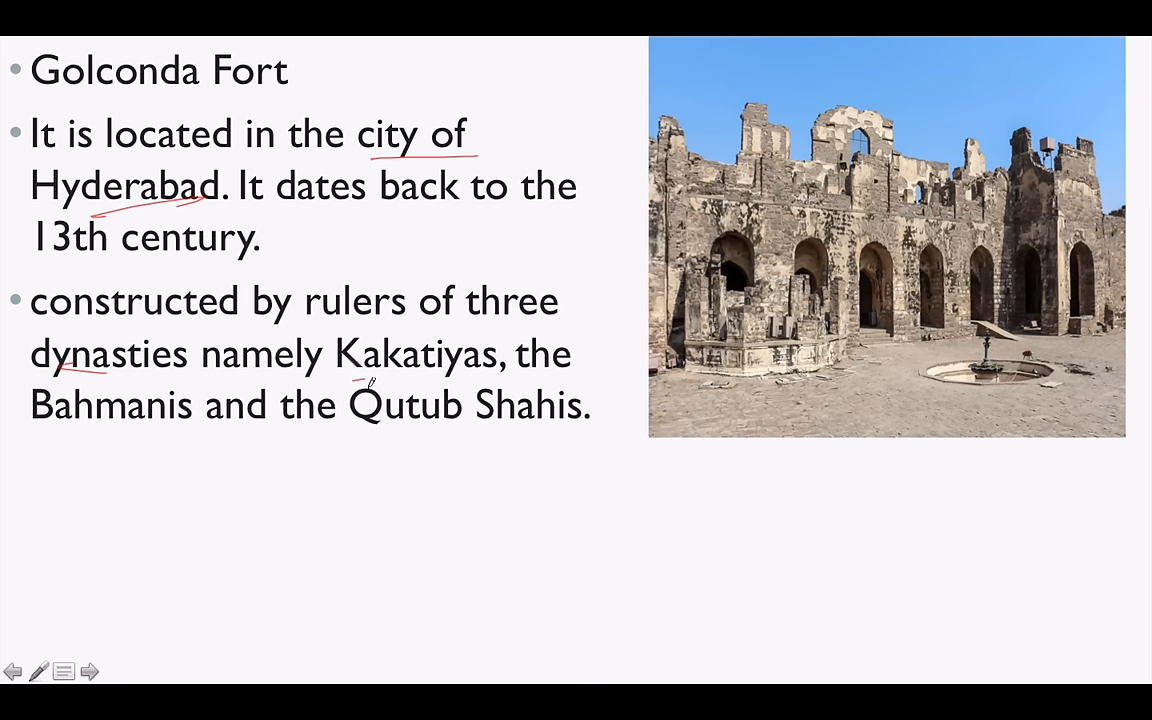 • Golconda Fort
• It is located in the city of
Hyderabad. It dates back to the
13th century.
• constructed by rulers of three
dynasties namely Kakatiyas, the
Bahmanis and the Qutub Shahis.